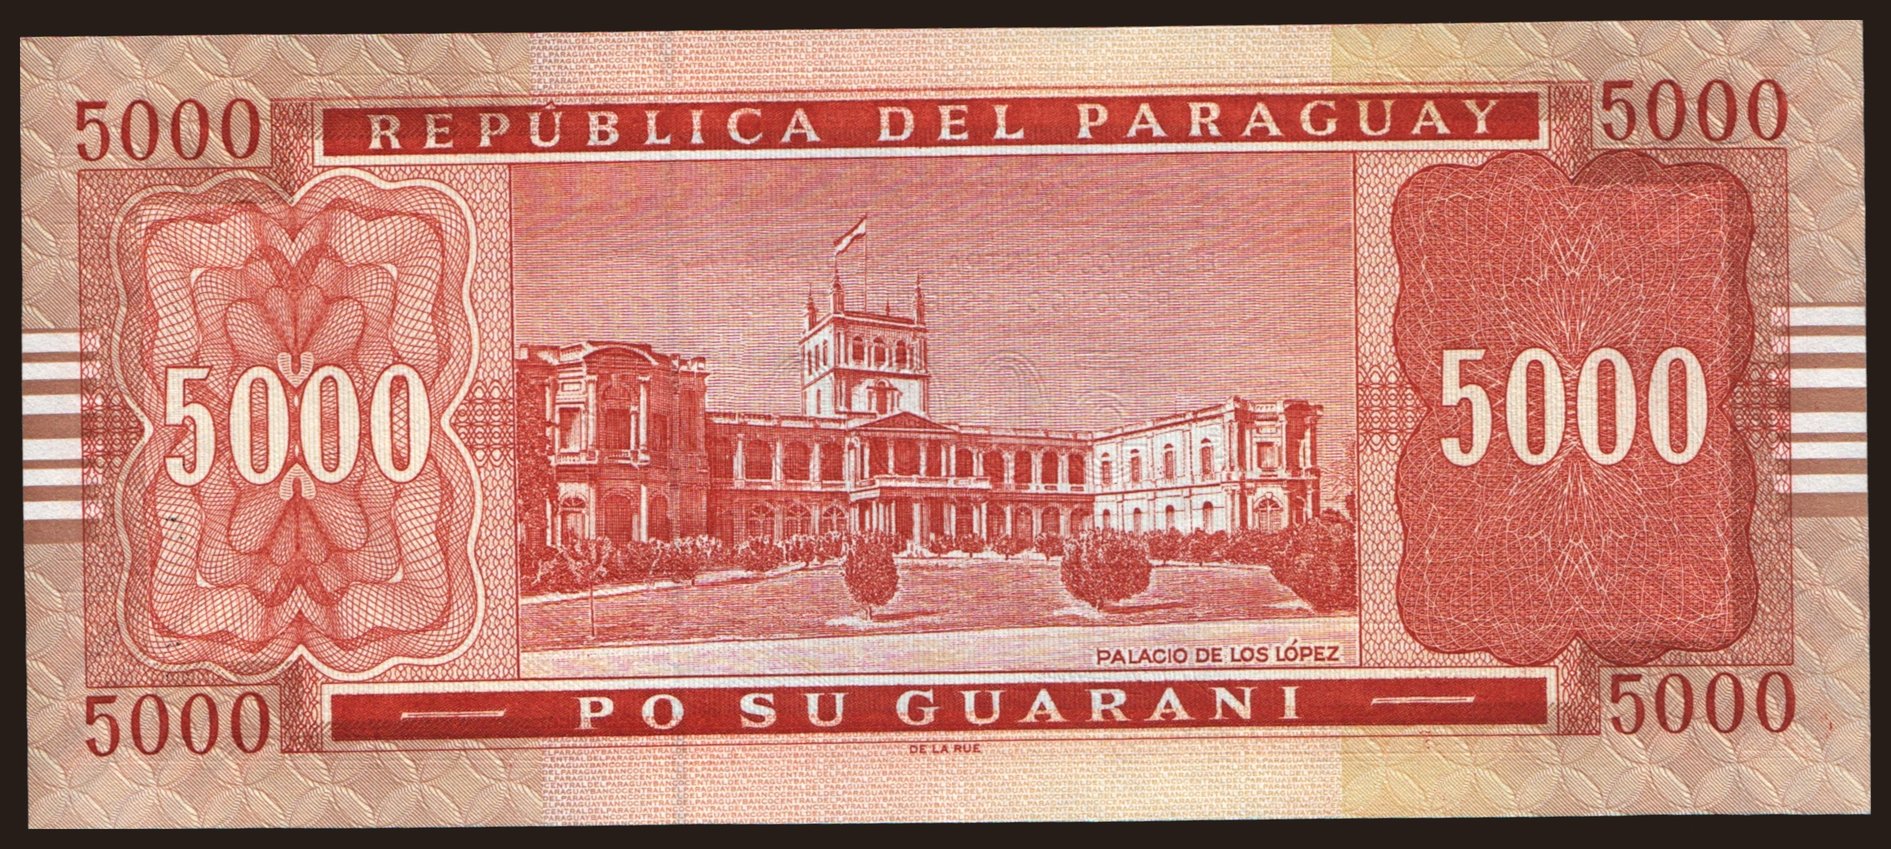 5000 REPÚBLICA DEL PARAGUAY 5000
5000 5000
PALACIO DE LOS LÓPEZ
5000 PO SU GUARANI 5000
DE LA RUE